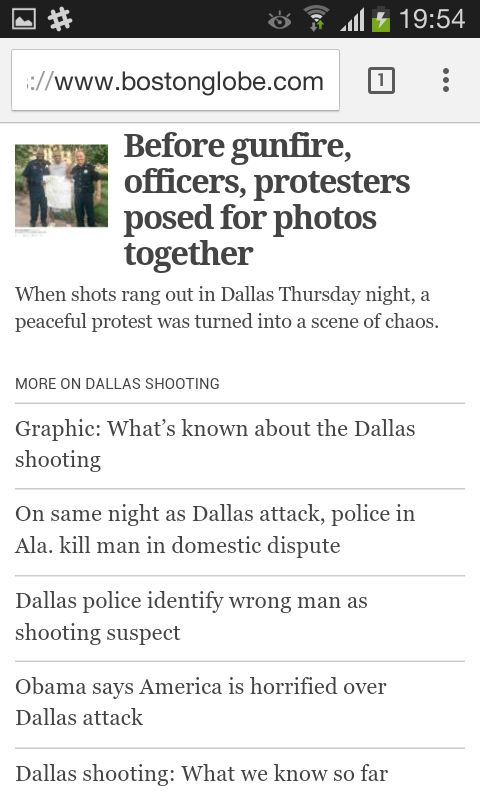 19:54
://www.bostonglobe.com
1
Before gunfire,
officers, protesters
posed for photos
together
When shots rang out in Dallas Thursday night, a
peaceful protest was turned into a scene of chaos.
MORE ON DALLAS SHOOTING
Graphic: What’s known about the Dallas
shooting
On same night as Dallas attack, police in
Ala. kill man in domestic dispute
Dallas police identify wrong man as
shooting suspect
Obama says America is horrified over
Dallas attack
Dallas shooting: What we know so far